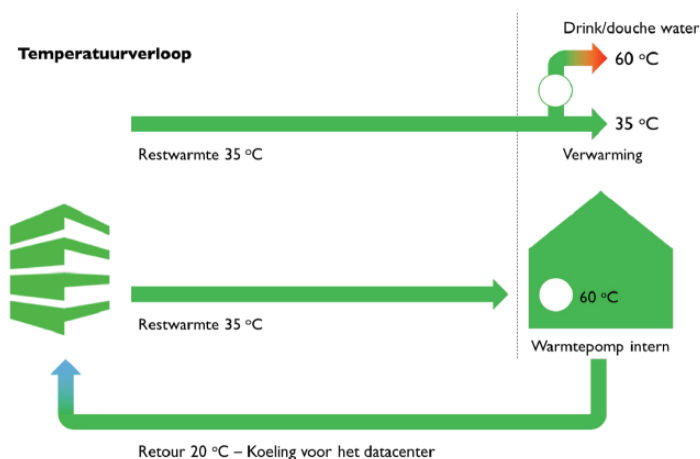 Drink/douche water
Temperatuurverloop
60 °C
35 °C
Restwarmte 35 °C
Verwarming
60 °C
Restwarmte 35 °C
Warmtepomp intern
Retour 20 °C – Koeling voor het datacenter